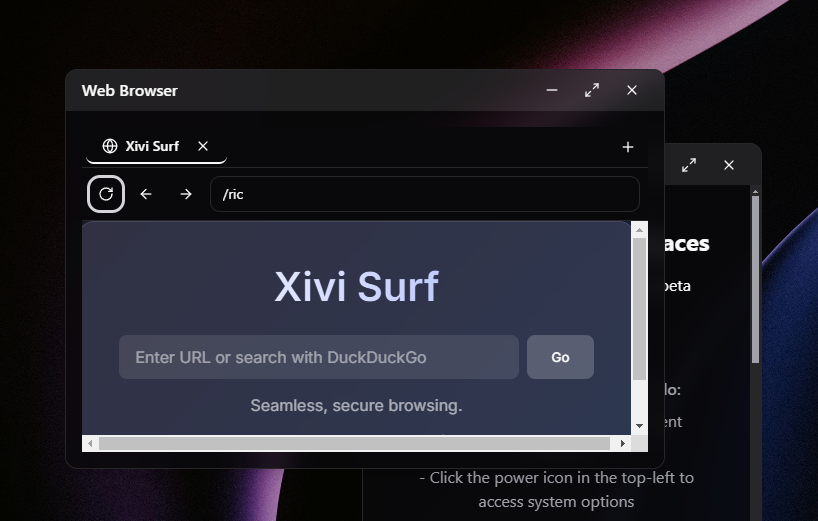 Web Browser
Xivi Surf
/ric
Xivi Surf
Enter URL or search with DuckDuckGo
Go
Seamless, secure browsing.
aces
beta
lo:
ent
- Click the power icon in the top-left to
access system options